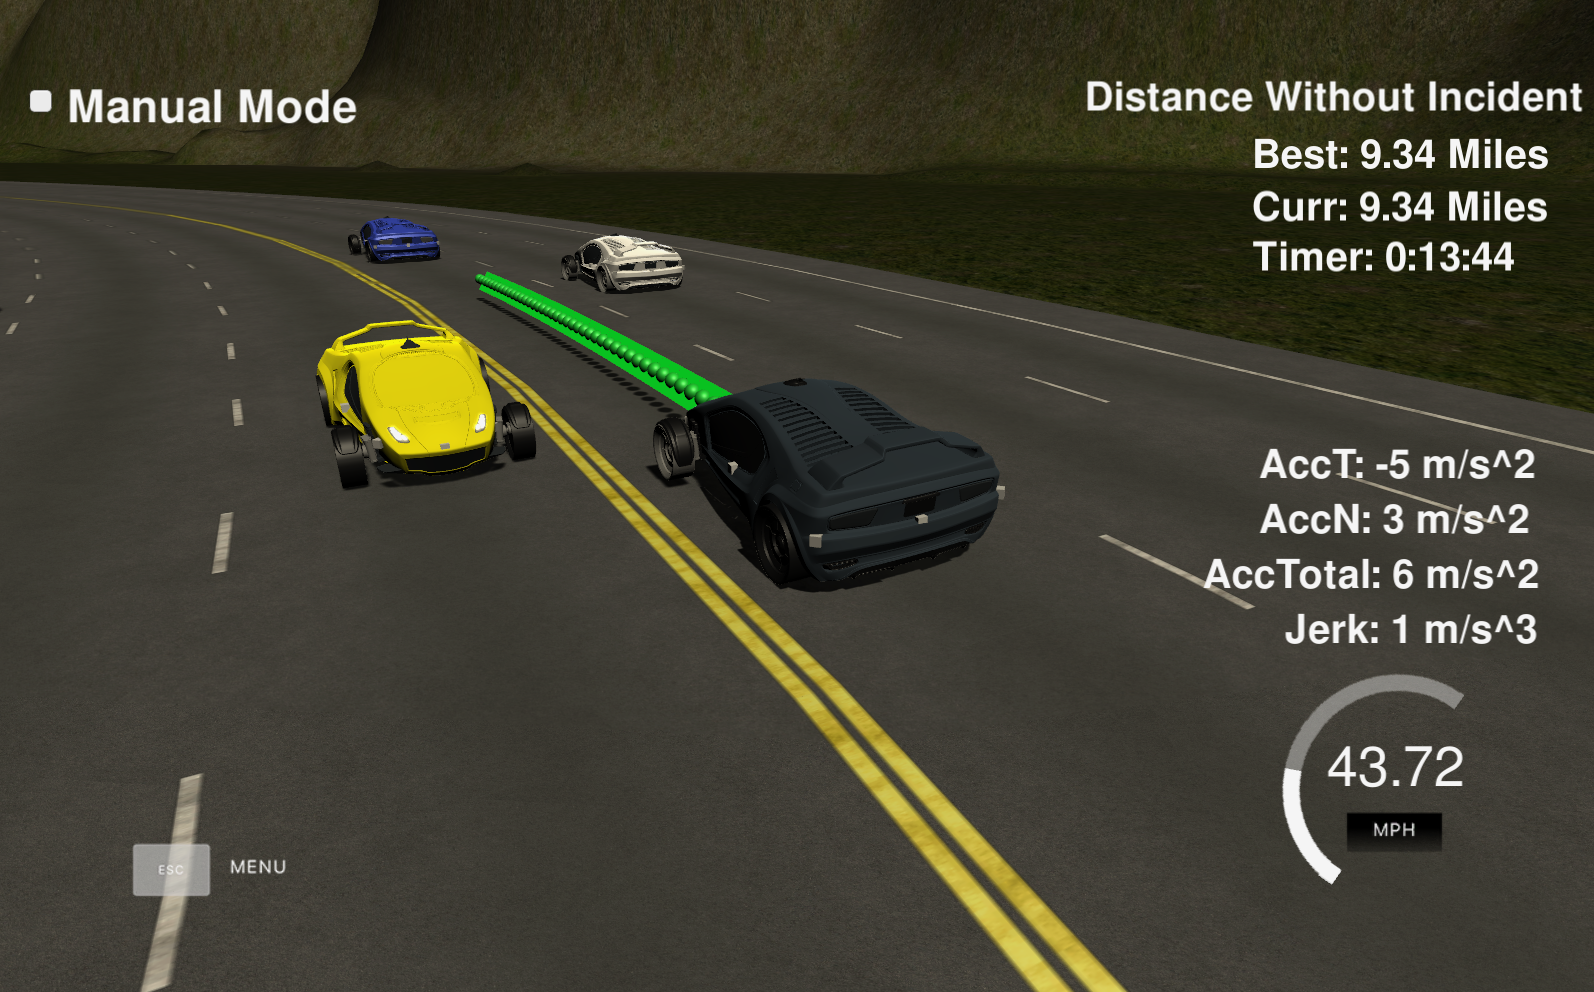 Manual Mode
Distance Without Incident
Best: 9.34 Miles
Curr: 9.34 Miles
Timer: 0:13:44
AccT: -5 m/s^2
AccN: 3 m/s^2
AccTotal: 6 m/s^2
Jerk: 1 m/s^3
43.72
MPH
ESC MENU